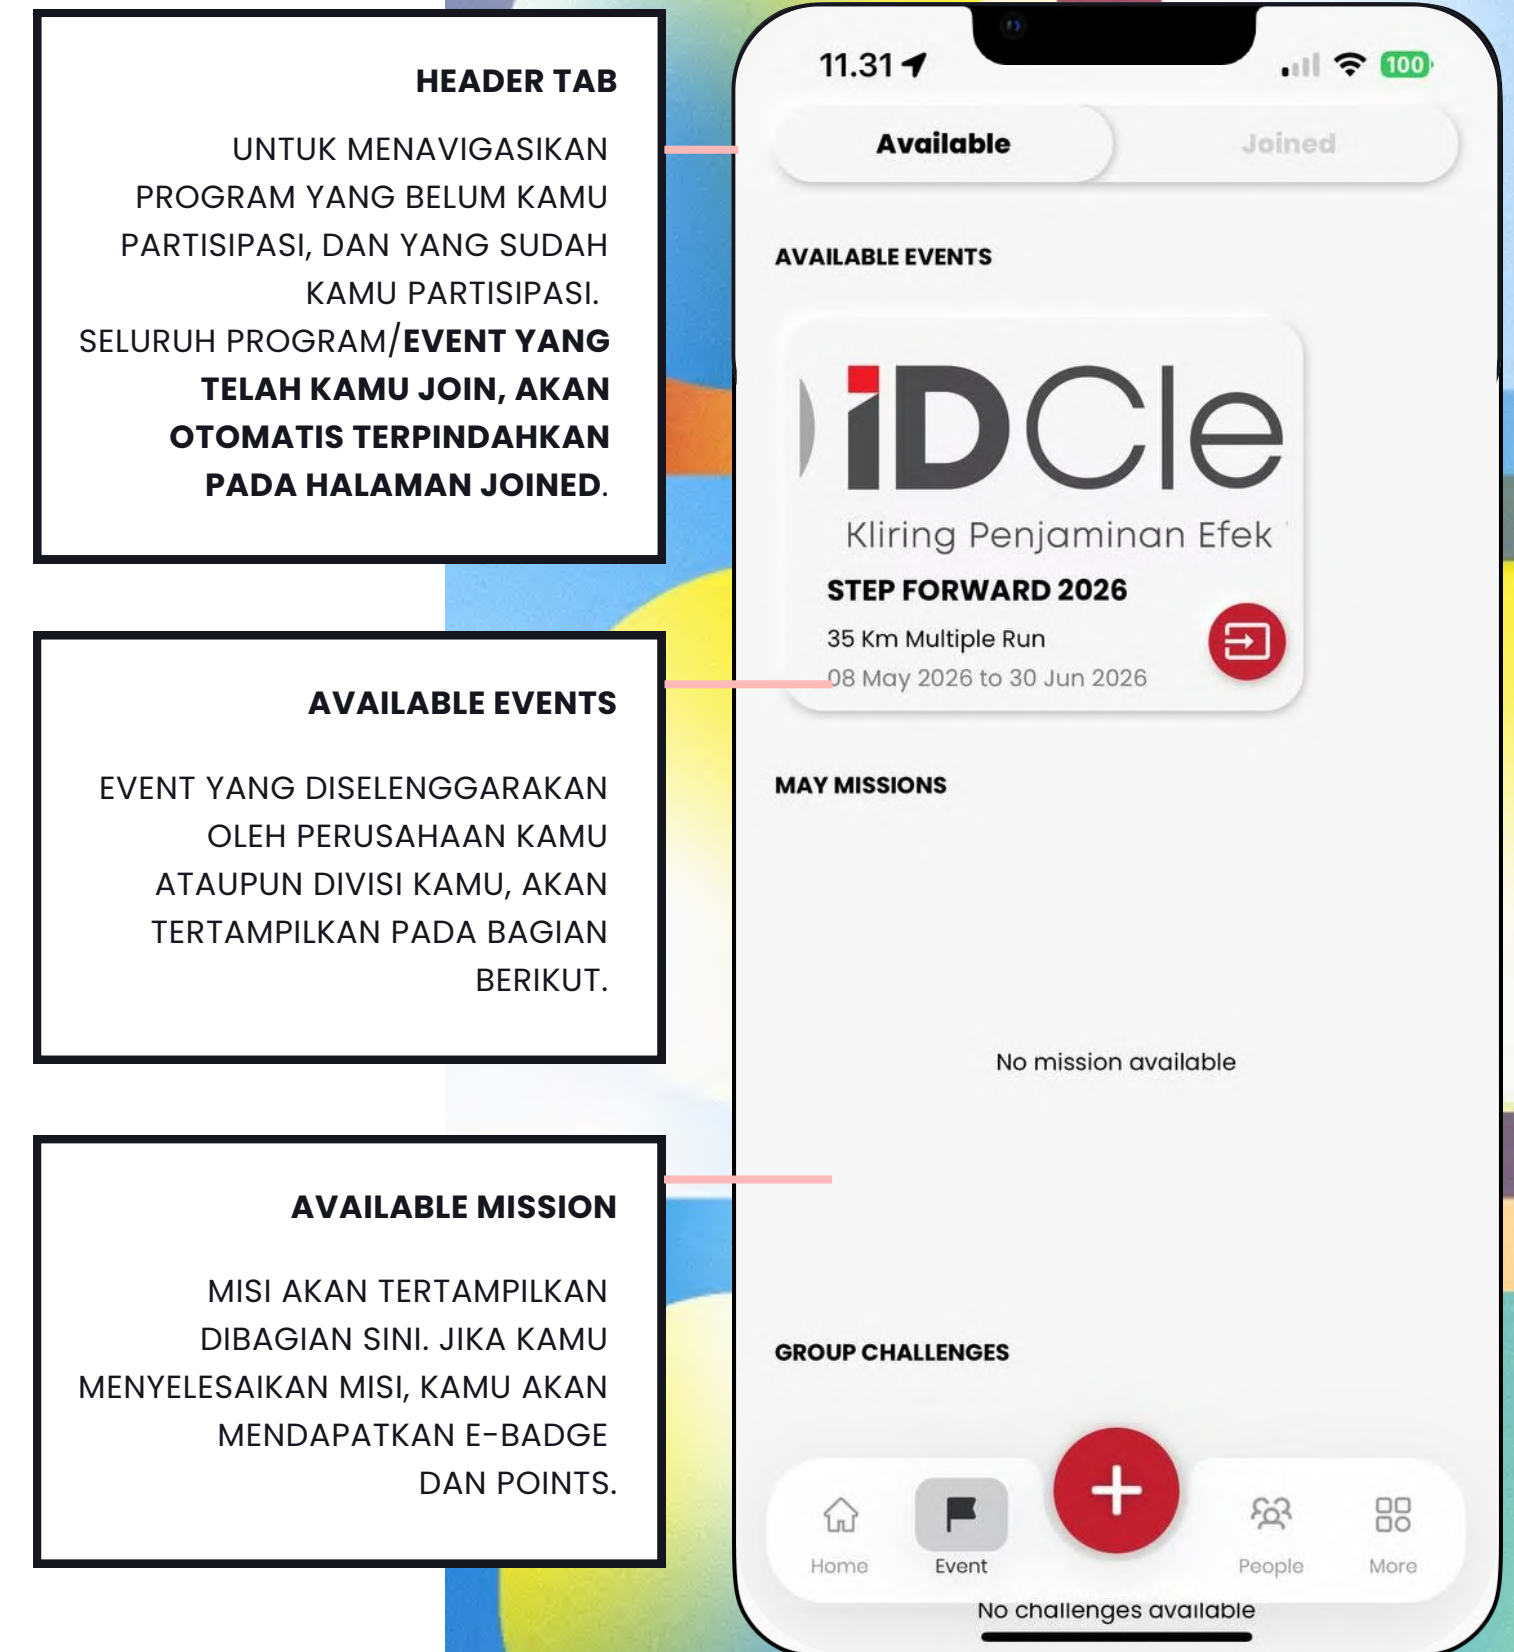 HEADER TAB
UNTUK MENAVIGASIKAN
PROGRAM YANG BELUM KAMU
PARTISIPASI, DAN YANG SUDAH
KAMU PARTISIPASI.
SELURUH PROGRAM/EVENT YANG
TELAH KAMU JOIN, AKAN
OTOMATIS TERPINDAHKAN
PADA HALAMAN JOINED.
AVAILABLE EVENTS
EVENT YANG DISELENGGARAKAN
OLEH PERUSAHAAN KAMU
ATAUPUN DIVISI KAMU, AKAN
TERTAMPILKAN PADA BAGIAN
BERIKUT.
AVAILABLE MISSION
MISI AKAN TERTAMPILKAN
DIBAGIAN SINI. JIKA KAMU
MENYELESAIKAN MISI, KAMU AKAN
MENDAPATKAN E-BADGE
DAN POINTS.
11.31
100
Available
Joined
AVAILABLE EVENTS
iDCle
Kliring Penjaminan Efek
STEP FORWARD 2026
35 Km Multiple Run
08 May 2026 to 30 Jun 2026
MAY MISSIONS
No mission available
GROUP CHALLENGES
Home
Event
People
More
No challenges available